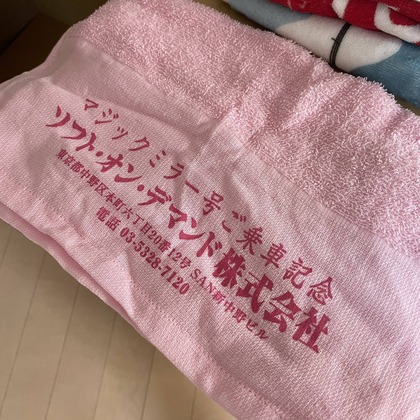 マジックミラー号ご乗車記念
ソフト・オン・デマンド株式会社
東京都中野区本町六丁目20番12号 SAN新中野ビル
電話 03-5328-7120